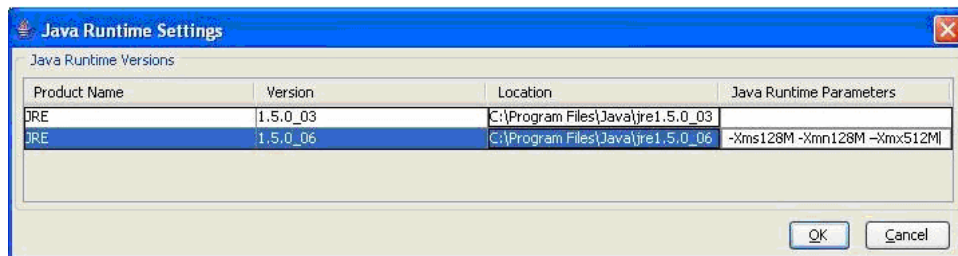 Java Runtime Settings
Java Runtime Versions
Product Name Version Location Java Runtime Parameters
JRE 1.5.0_03 C:\Program Files\Java\jre1.5.0_03
JRE 1.5.0_06 C:\Program Files\Java\jre1.5.0_06 -Xms128M -Xmn128M –Xmx512M
OK Cancel